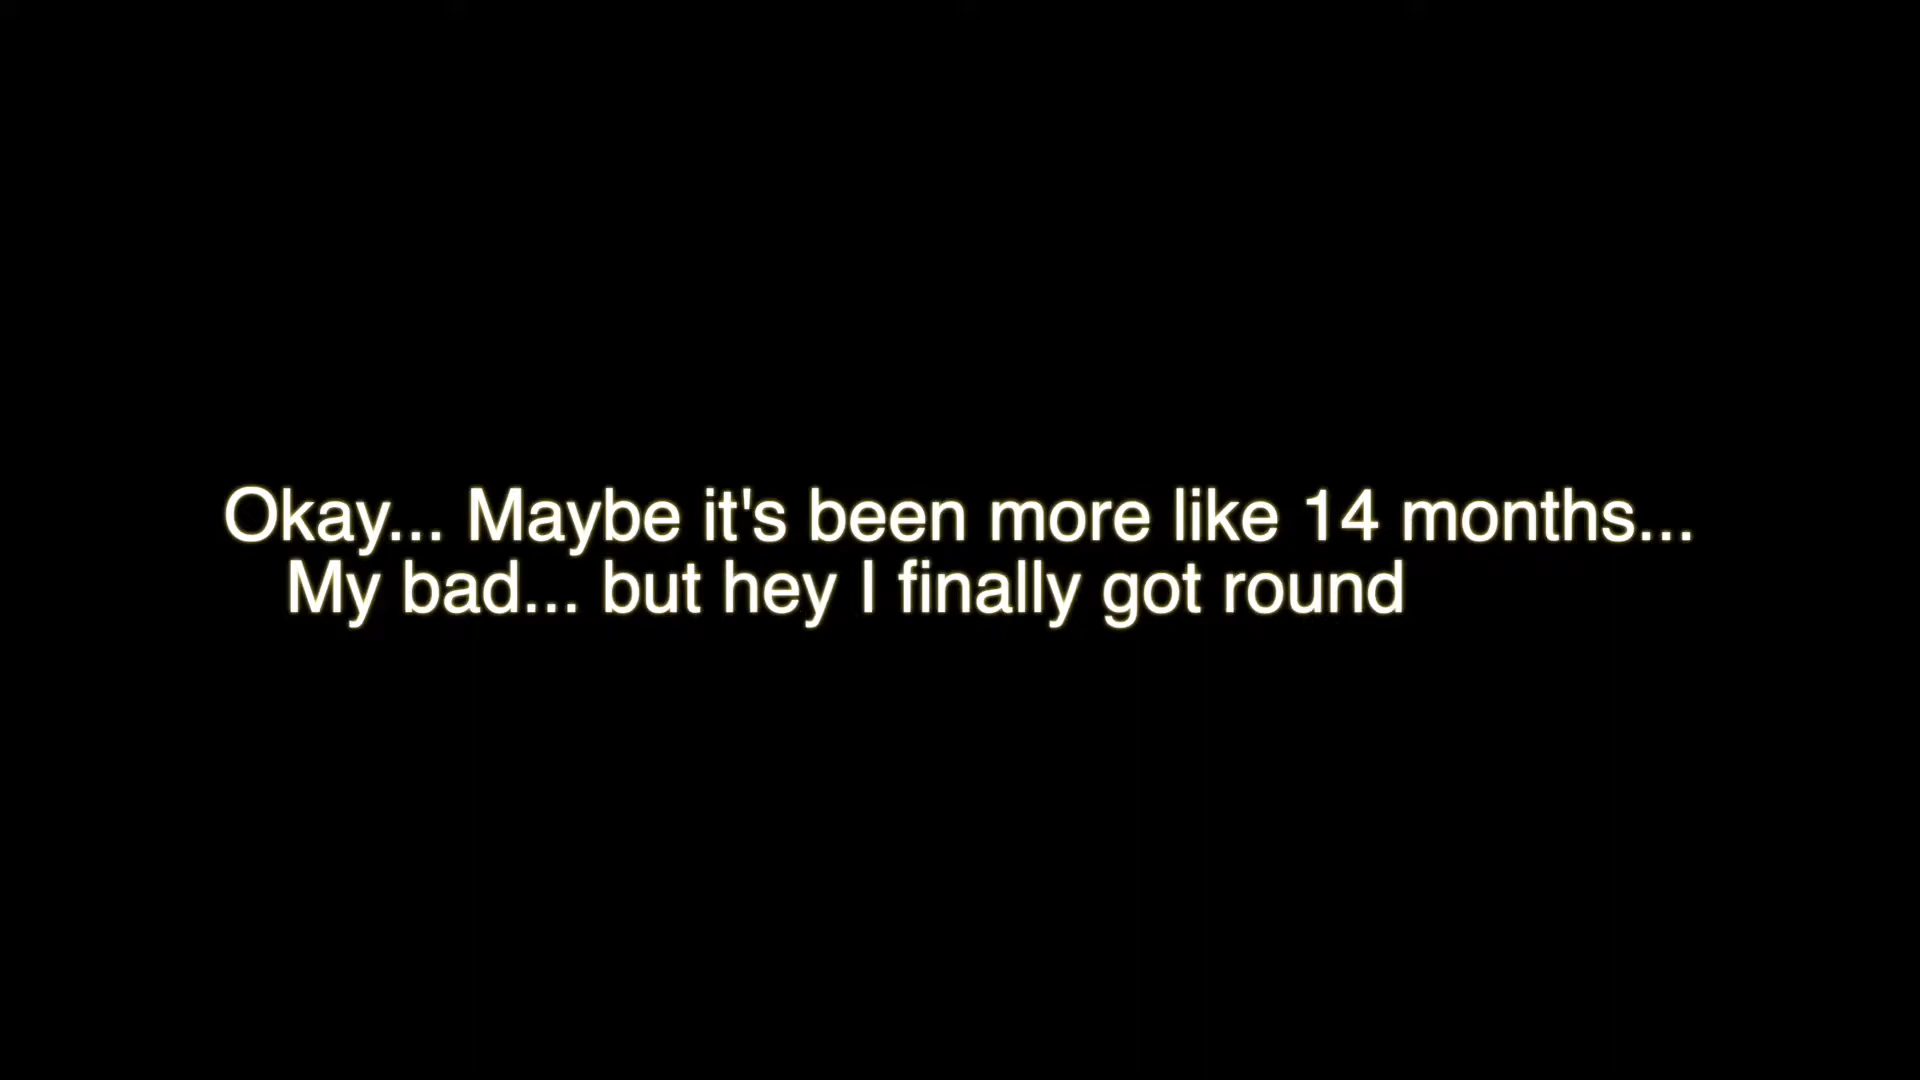 Okay... Maybe it's been more like 14 months...
My bad... but hey I finally got round